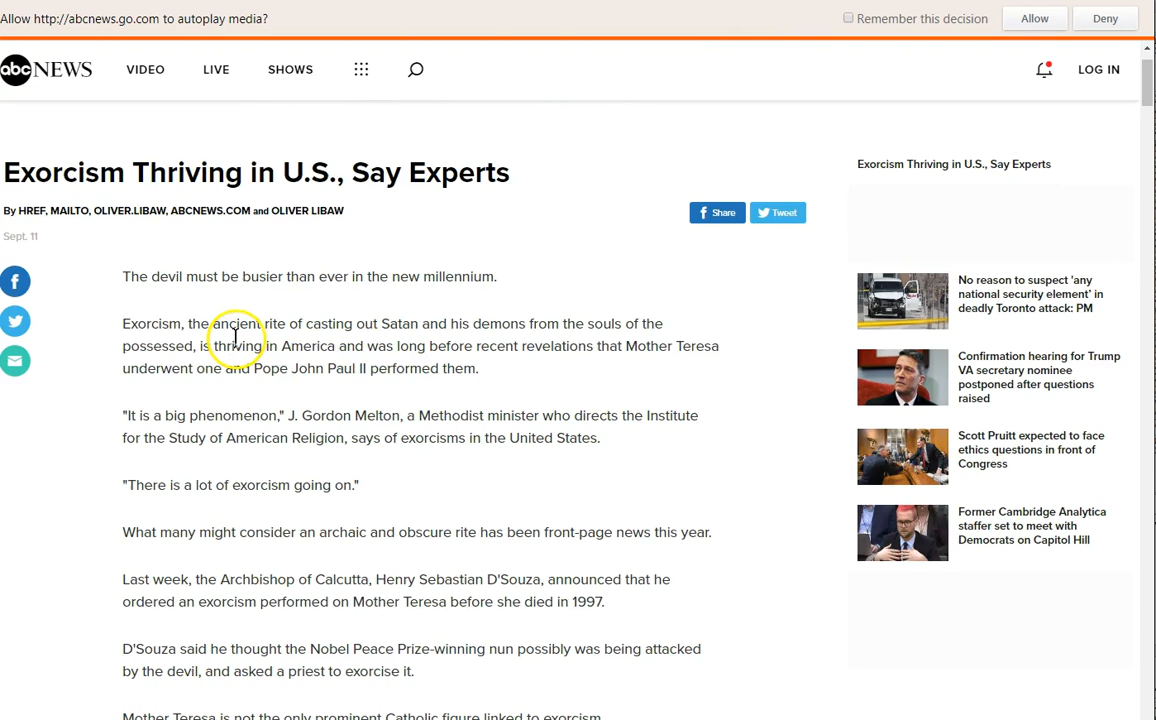 Allow http://abcnews.go.com to autoplay media?
Remember this decision
Allow
Deny
abc NEWS
VIDEO
LIVE
SHOWS
LOG IN
Exorcism Thriving in U.S., Say Experts
By HREF, MAILTO, OLIVER.LIBAW, ABCNEWS.COM and OLIVER LIBAW
Share
Tweet
Sept. 11
The devil must be busier than ever in the new millennium.
Exorcism, the ancient rite of casting out Satan and his demons from the souls of the
possessed, is thriving in America and was long before recent revelations that Mother Teresa
underwent one and Pope John Paul II performed them.
"It is a big phenomenon," J. Gordon Melton, a Methodist minister who directs the Institute
for the Study of American Religion, says of exorcisms in the United States.
"There is a lot of exorcism going on."
What many might consider an archaic and obscure rite has been front-page news this year.
Last week, the Archbishop of Calcutta, Henry Sebastian D'Souza, announced that he
ordered an exorcism performed on Mother Teresa before she died in 1997.
D'Souza said he thought the Nobel Peace Prize-winning nun possibly was being attacked
by the devil, and asked a priest to exorcise it.
Mother Teresa is not the only prominent Catholic figure linked to exorcism.
Exorcism Thriving in U.S., Say Experts
No reason to suspect 'any
national security element' in
deadly Toronto attack: PM
Confirmation hearing for Trump
VA secretary nominee
postponed after questions
raised
Scott Pruitt expected to face
ethics questions in front of
Congress
Former Cambridge Analytica
staffer set to meet with
Democrats on Capitol Hill